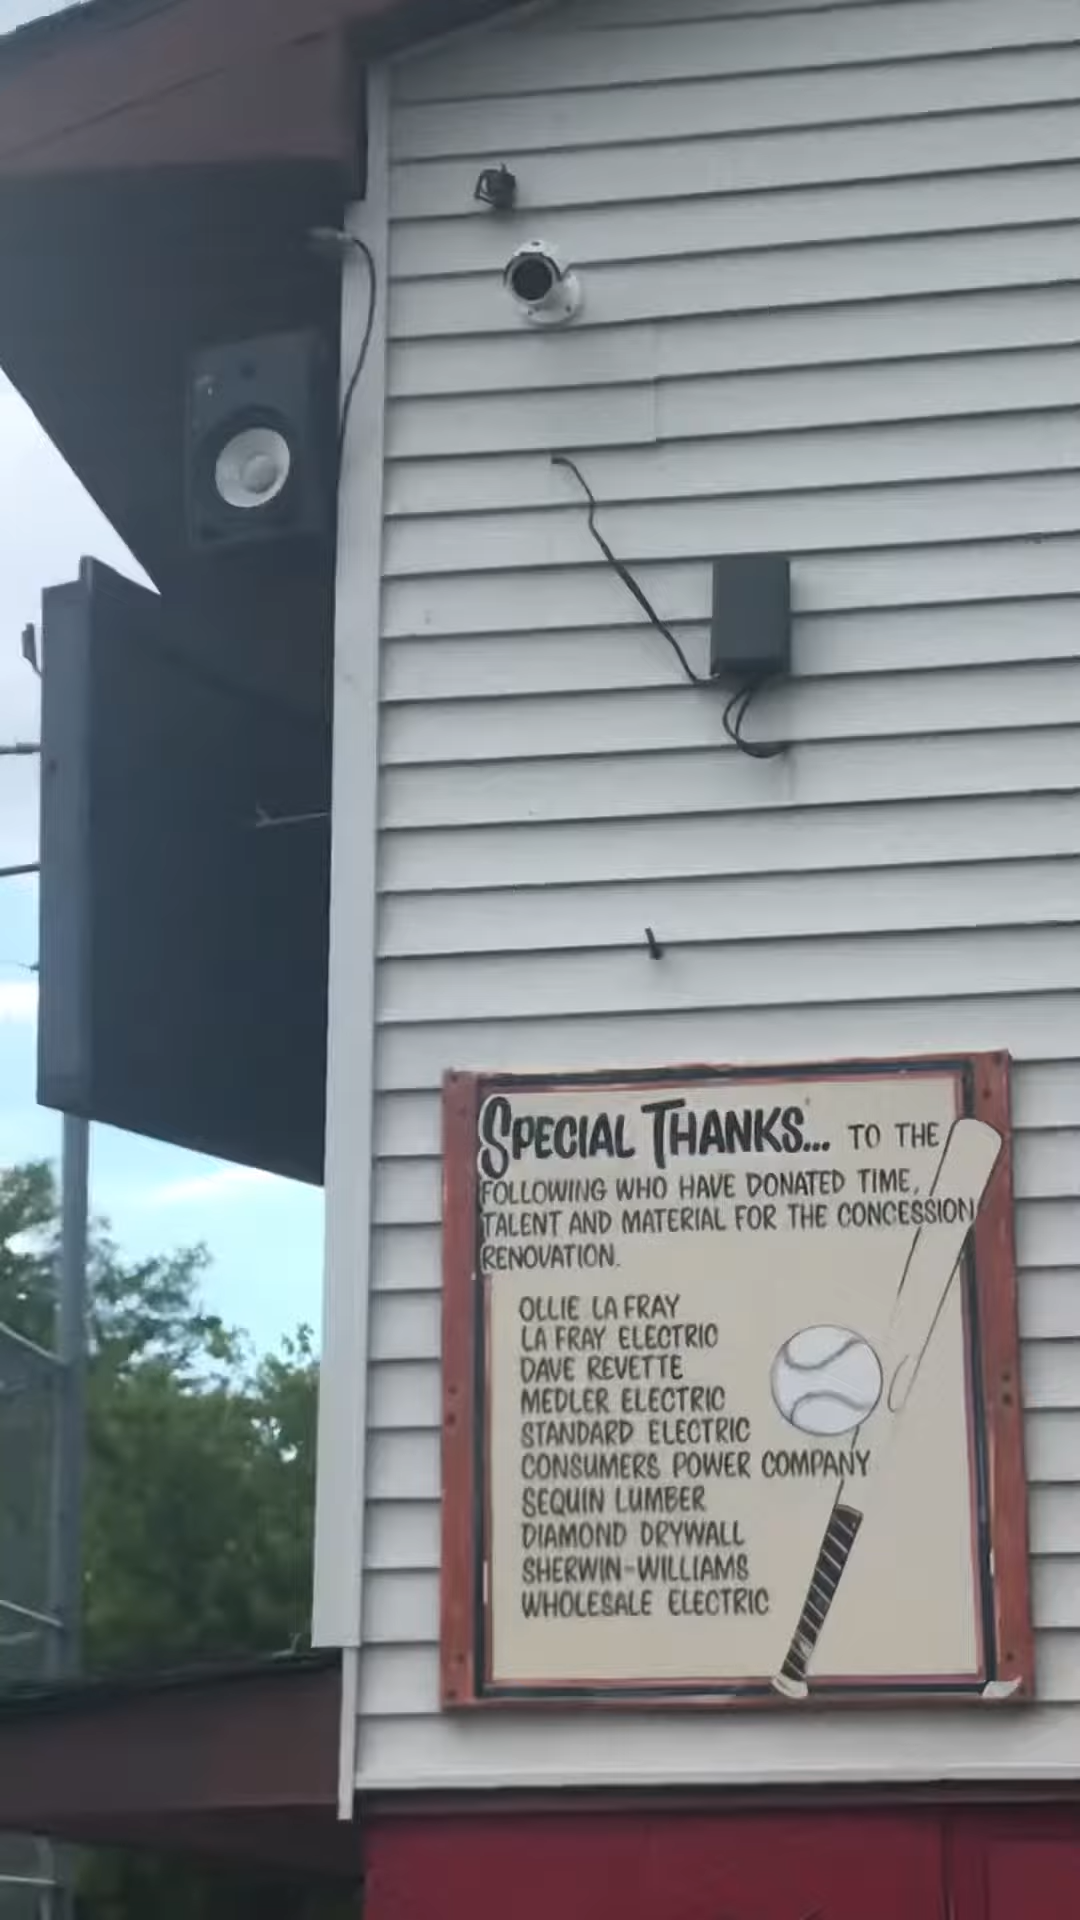 SPECIAL THANKS... TO THE
FOLLOWING WHO HAVE DONATED TIME,
TALENT AND MATERIAL FOR THE CONCESSION
RENOVATION.
OLLIE LA FRAY
LA FRAY ELECTRIC
DAVE REVETTE
MEDLER ELECTRIC
STANDARD ELECTRIC
CONSUMERS POWER COMPANY
SEQUIN LUMBER
DIAMOND DRYWALL
SHERWIN-WILLIAMS
WHOLESALE ELECTRIC